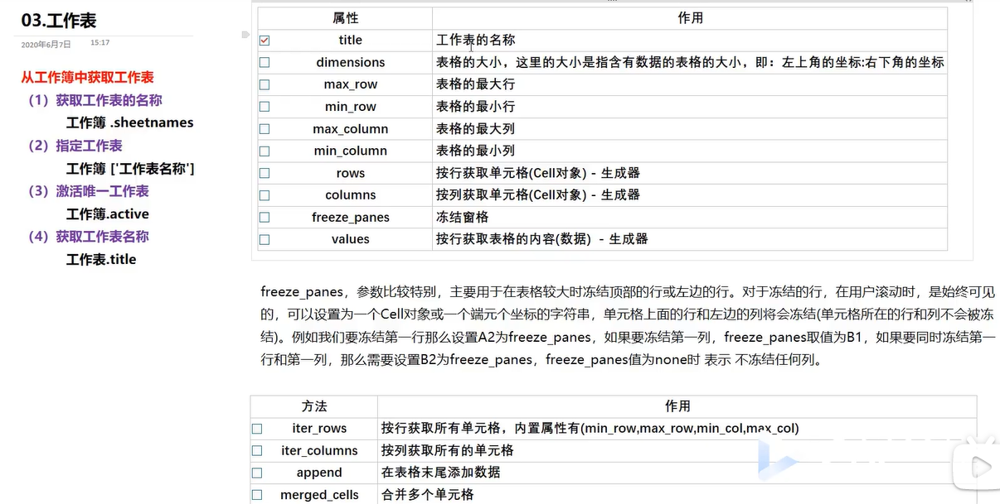 03.工作表
2020年6月7日 15:17
从工作簿中获取工作表
（1）获取工作表的名称
工作簿 .sheetnames
（2）指定工作表
工作簿 ['工作表名称']
（3）激活唯一工作表
工作簿.active
（4）获取工作表名称
工作表.title
属性 作用
title 工作表的名称
dimensions 表格的大小，这里的大小是指含有数据的表格的大小，即：左上角的坐标:右下角的坐标
max_row 表格的最大行
min_row 表格的最小行
max_column 表格的最大列
min_column 表格的最小列
rows 按行获取单元格(Cell对象) - 生成器
columns 按列获取单元格(Cell对象) - 生成器
freeze_panes 冻结窗格
values 按行获取表格的内容(数据) - 生成器
freeze_panes，参数比较特别，主要用于在表格较大时冻结顶部的行或左边的行。对于冻结的行，在用户滚动时，是始终可见
的，可以设置为一个Cell对象或一个端元个坐标的字符串，单元格上面的行和左边的列将会冻结(单元格所在的行和列不会被冻
结)。例如我们要冻结第一行那么设置A2为freeze_panes，如果要冻结第一列，freeze_panes取值为B1，如果要同时冻结第一
行和第一列，那么需要设置B2为freeze_panes，freeze_panes值为none时 表示 不冻结任何列。
方法 作用
iter_rows 按行获取所有单元格，内置属性有(min_row,max_row,min_col,max_col)
iter_columns 按列获取所有的单元格
append 在表格末尾添加数据
merged_cells 合并多个单元格